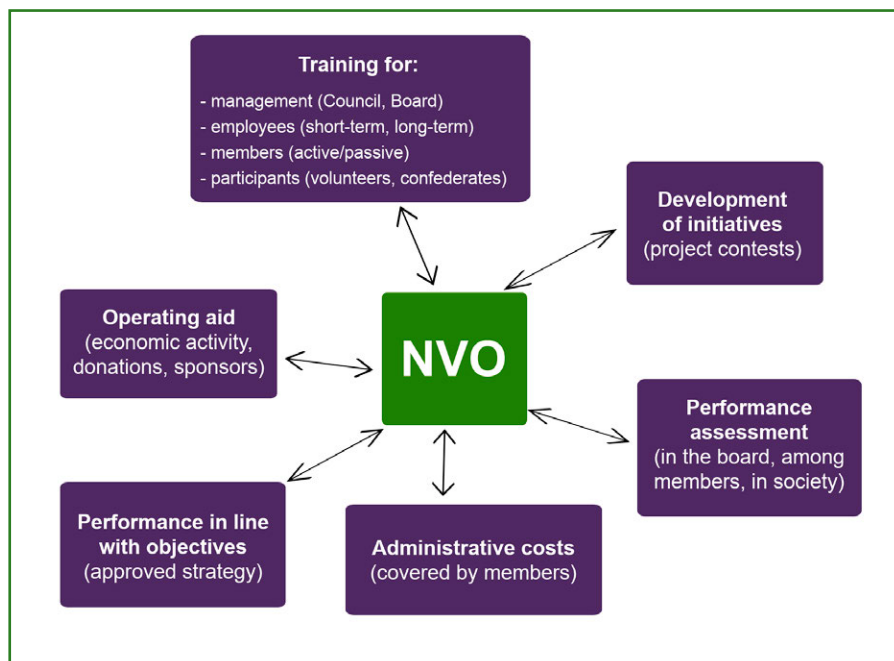 Training for:
- management (Council, Board)
- employees (short-term, long-term)
- members (active/passive)
- participants (volunteers, confederates)
Development
of initiatives
(project contests)
Operating aid
(economic activity,
donations, sponsors)
NVO
Performance
assessment
(in the board, among
members, in society)
Performance in line
with objectives
(approved strategy)
Administrative costs
(covered by members)